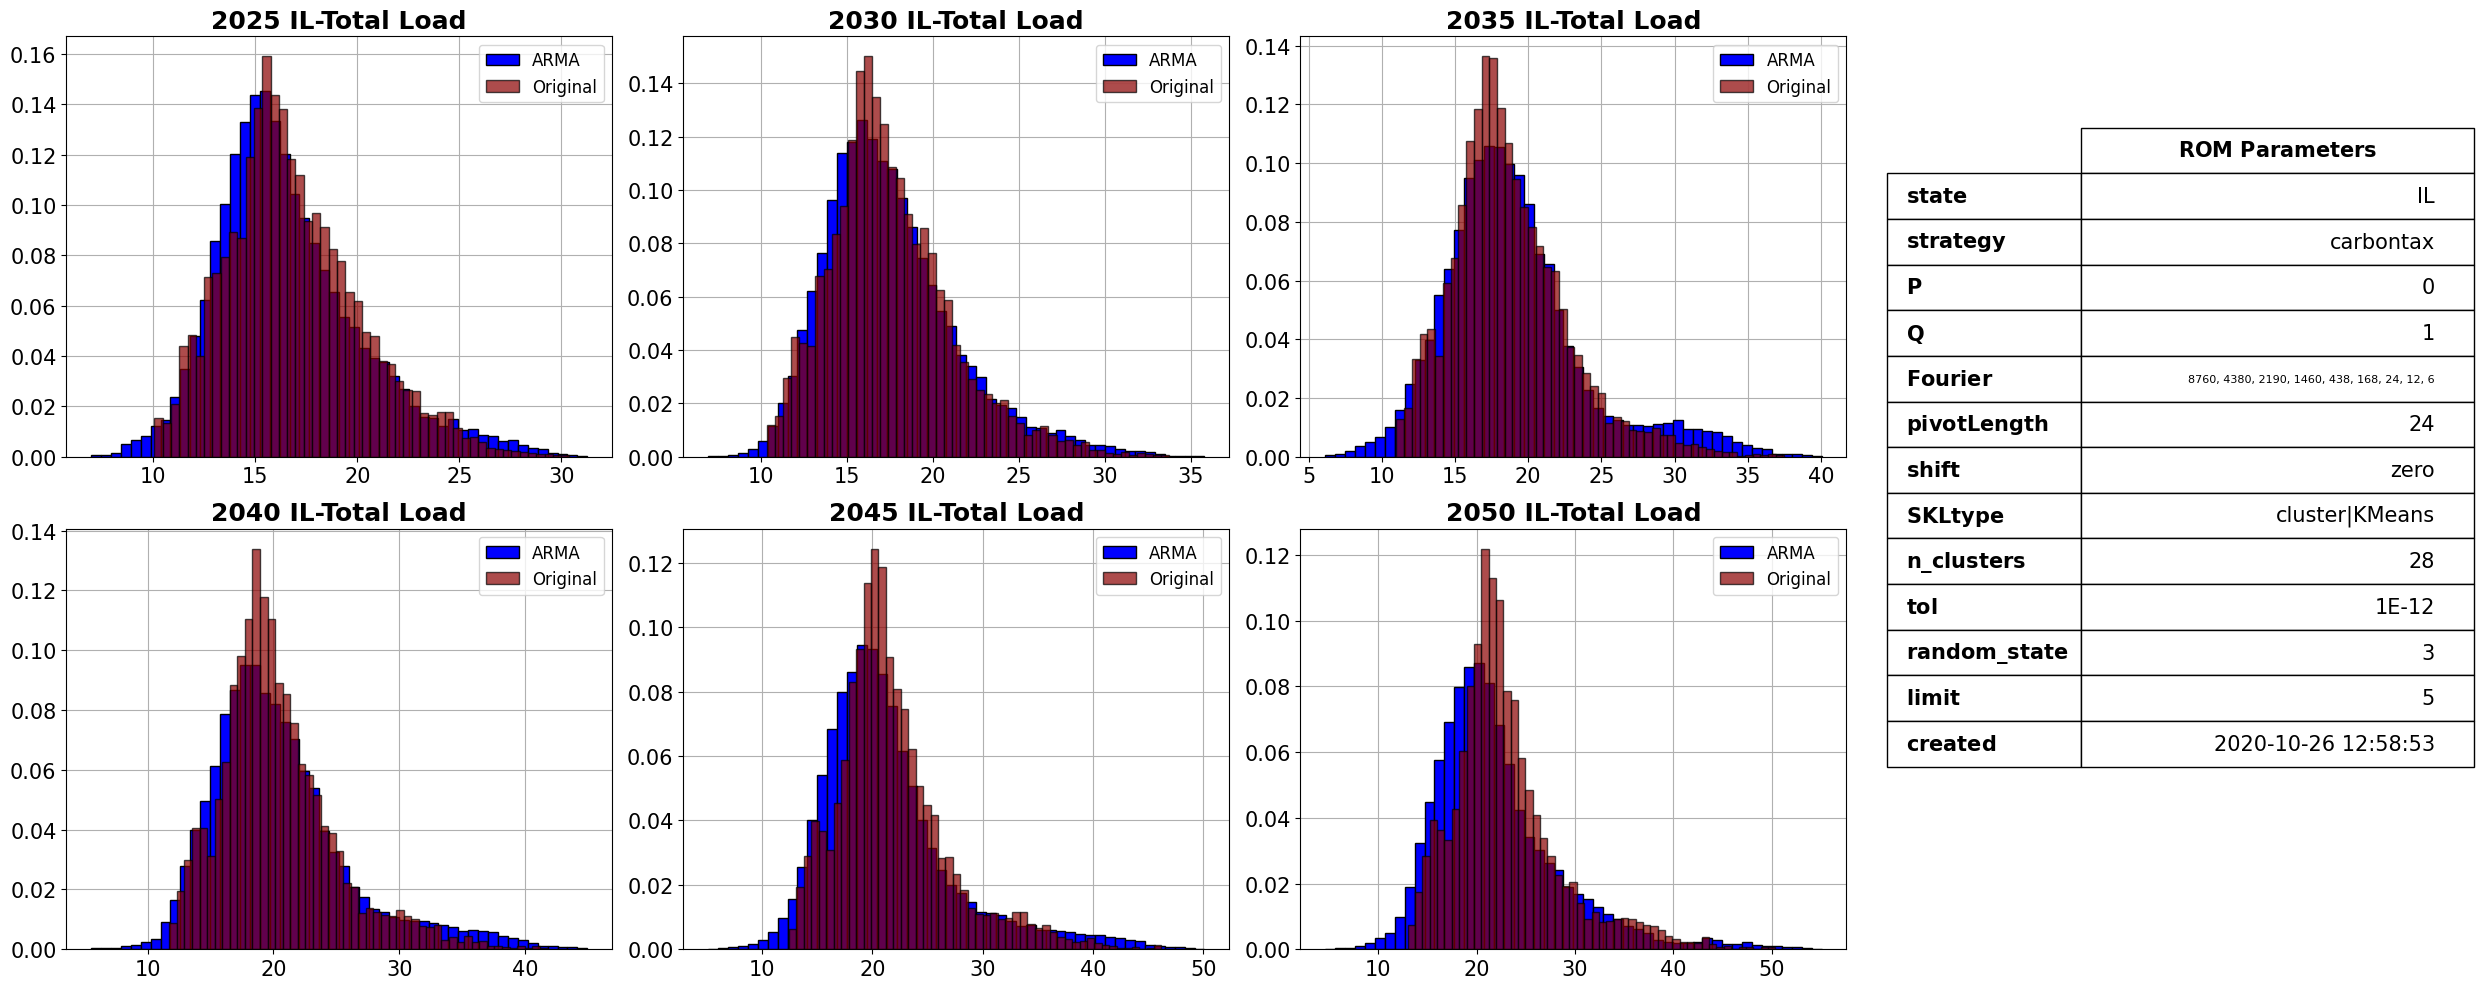 2025 IL-Total Load
0.16
0.14
0.12
0.10
0.08
0.06
0.04
0.02
0.00
10 15 20 25 30
ARMA
Original
2030 IL-Total Load
0.14
0.12
0.10
0.08
0.06
0.04
0.02
0.00
10 15 20 25 30 35
ARMA
Original
2035 IL-Total Load
0.14
0.12
0.10
0.08
0.06
0.04
0.02
0.00
5 10 15 20 25 30 35 40
ARMA
Original
2040 IL-Total Load
0.14
0.12
0.10
0.08
0.06
0.04
0.02
0.00
10 20 30 40
ARMA
Original
2045 IL-Total Load
0.12
0.10
0.08
0.06
0.04
0.02
0.00
10 20 30 40 50
ARMA
Original
2050 IL-Total Load
0.12
0.10
0.08
0.06
0.04
0.02
0.00
10 20 30 40 50
ARMA
Original
ROM Parameters
state IL
strategy carbontax
P 0
Q 1
Fourier 8760, 4380, 2190, 1460, 438, 168, 24, 12, 6
pivotLength 24
shift zero
SKLtype cluster|KMeans
n_clusters 28
tol 1E-12
random_state 3
limit 5
created 2020-10-26 12:58:53